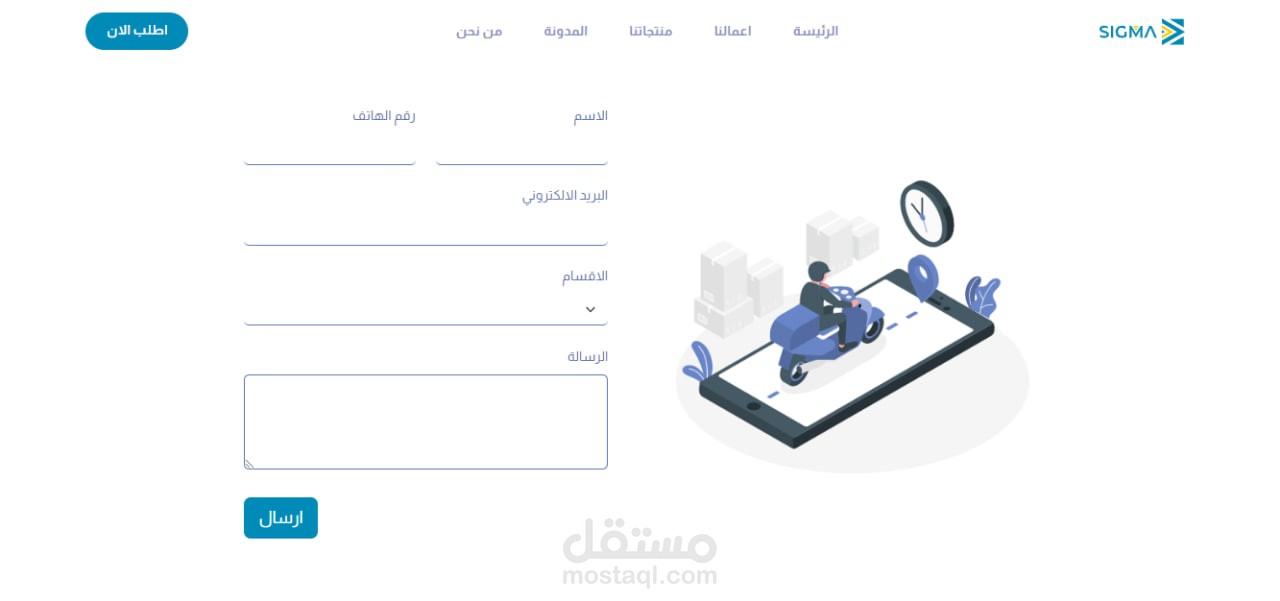 SIGMA
الرئيسة
اعمالنا
منتجاتنا
المدونة
من نحن
اطلب الان
الاسم
رقم الهاتف
البريد الالكتروني
الاقسام
الرسالة
ارسال
مستقل
mostaql.com